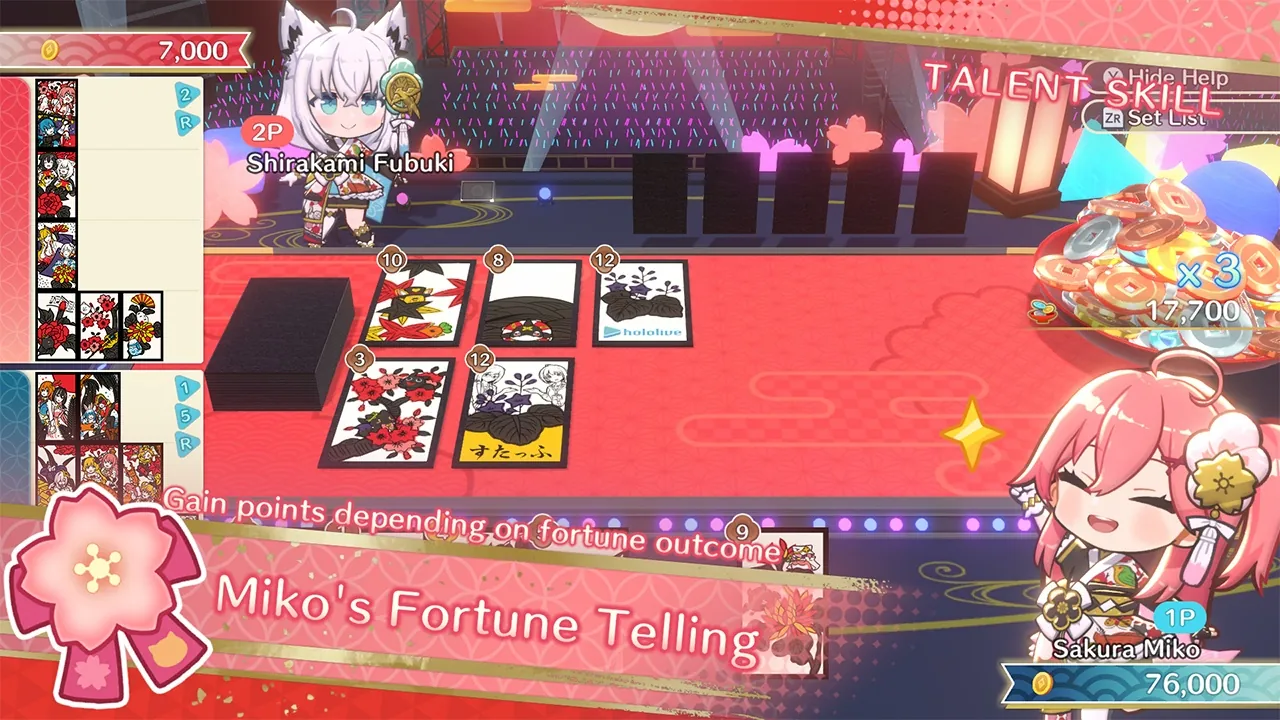 7,000
2
R
2P
Shirakami Fubuki
TALENT SKILL
Y Hide Help
ZR Set List
10
8
12
hololive
x 3
17,700
3
12
すたっふ
1
5
R
Gain points depending on fortune outcome
9
Miko's Fortune Telling
1P
Sakura Miko
76,000